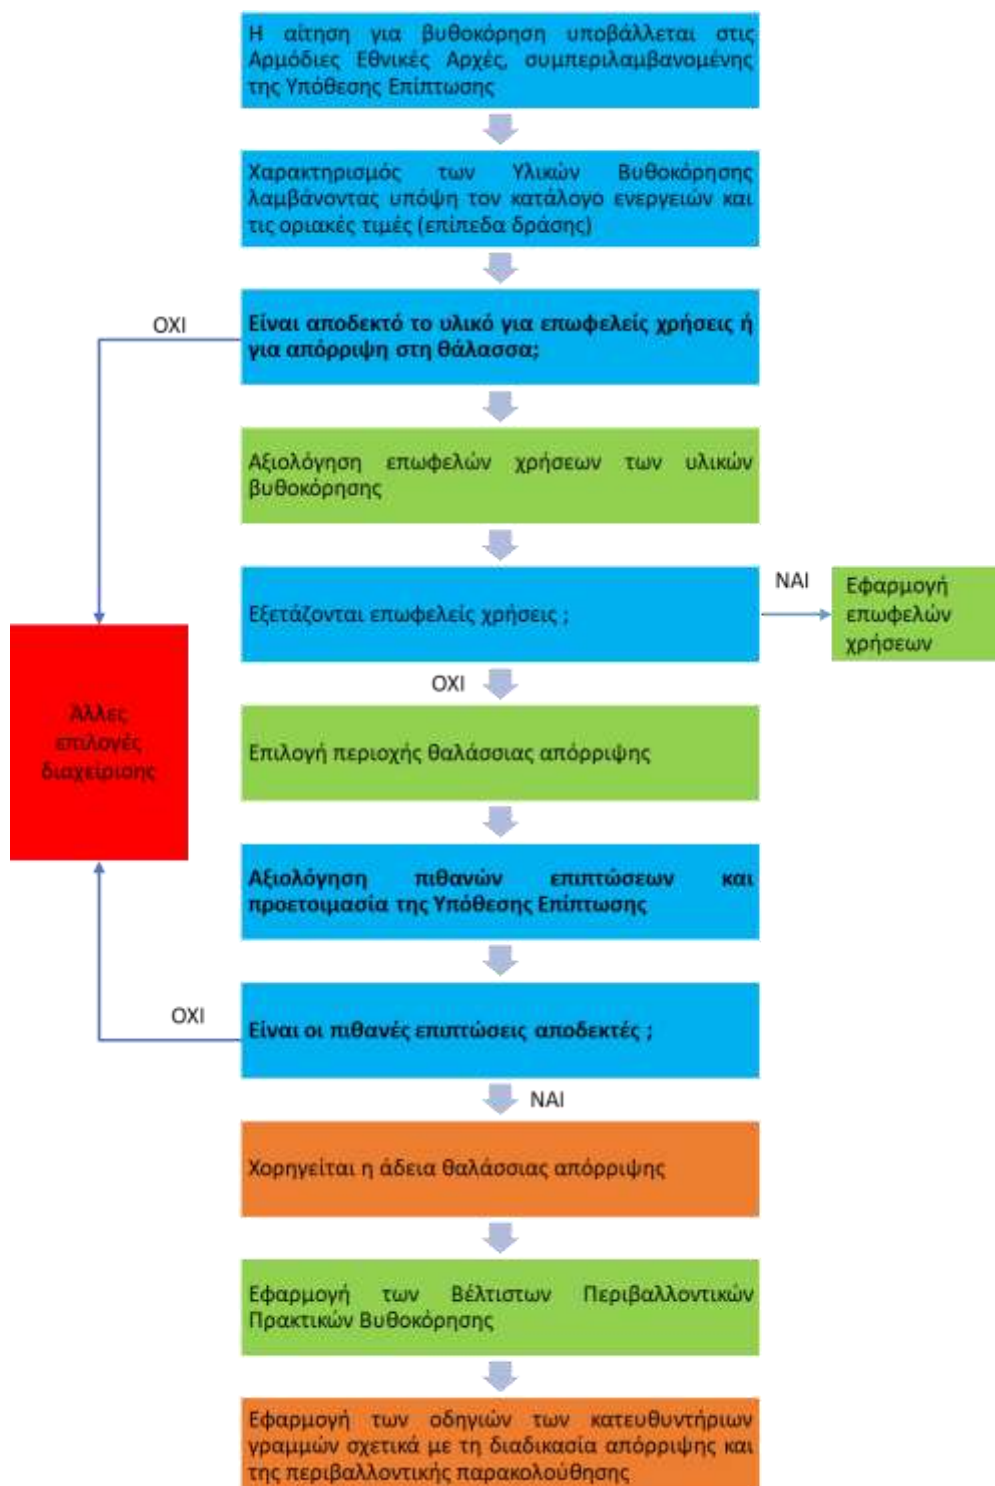 Η αίτηση για βυθοκόρηση υποβάλλεται στις
Αρμόδιες Εθνικές Αρχές, συμπεριλαμβανομένης
της Υπόθεσης Επίπτωσης
Χαρακτηρισμός των Υλικών Βυθοκόρησης
λαμβάνοντας υπόψη τον κατάλογο ενεργειών και
τις οριακές τιμές (επίπεδα δράσης)
ΟΧΙ
Είναι αποδεκτό το υλικό για επωφελείς χρήσεις ή
για απόρριψη στη θάλασσα;
Αξιολόγηση επωφελών χρήσεων των υλικών
βυθοκόρησης
Εξετάζονται επωφελείς χρήσεις ;
ΝΑΙ
Εφαρμογή
επωφελών
χρήσεων
ΟΧΙ
Άλλες
επιλογές
διαχείρισης
Επιλογή περιοχής θαλάσσιας απόρριψης
Αξιολόγηση πιθανών επιπτώσεων και
προετοιμασία της Υπόθεσης Επίπτωσης
ΟΧΙ
Είναι οι πιθανές επιπτώσεις αποδεκτές ;
ΝΑΙ
Χορηγείται η άδεια θαλάσσιας απόρριψης
Εφαρμογή των Βέλτιστων Περιβαλλοντικών
Πρακτικών Βυθοκόρησης
Εφαρμογή των οδηγιών των κατευθυντήριων
γραμμών σχετικά με τη διαδικασία απόρριψης και
της περιβαλλοντικής παρακολούθησης